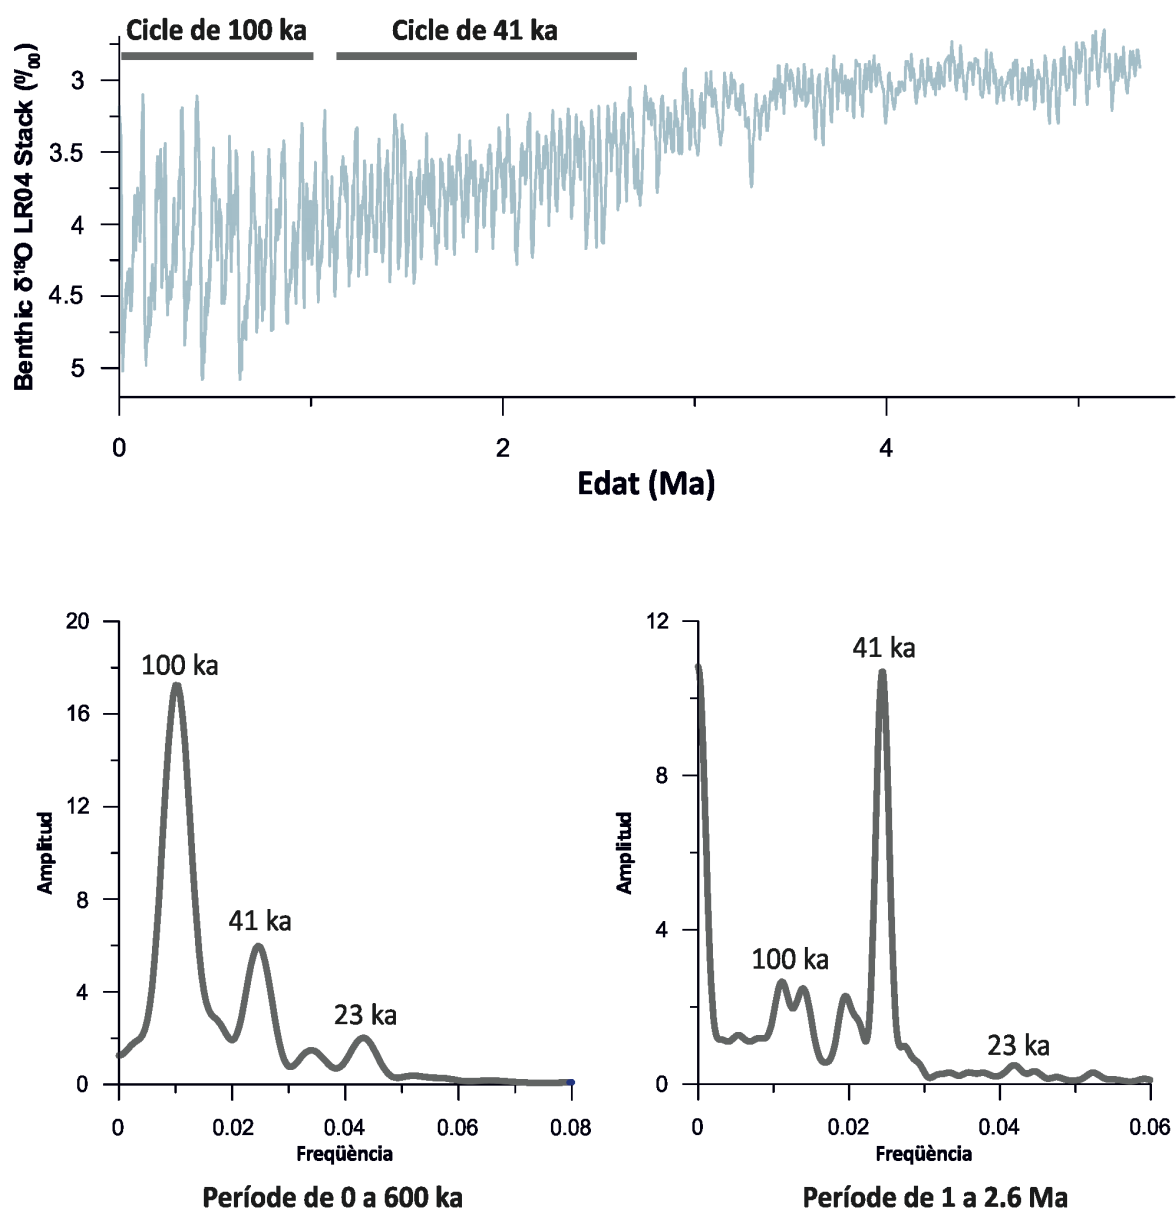 Cicle de 100 ka
Cicle de 41 ka
Benthic δ¹⁸O LR04 Stack (⁰/₀₀)
3
3.5
4
4.5
5
0
2
4
Edat (Ma)
20
16
12
8
4
0
Amplitud
100 ka
41 ka
23 ka
0
0.02
0.04
0.06
0.08
Freqüència
Període de 0 a 600 ka
12
8
4
0
Amplitud
41 ka
100 ka
23 ka
0
0.02
0.04
0.06
Freqüència
Període de 1 a 2.6 Ma